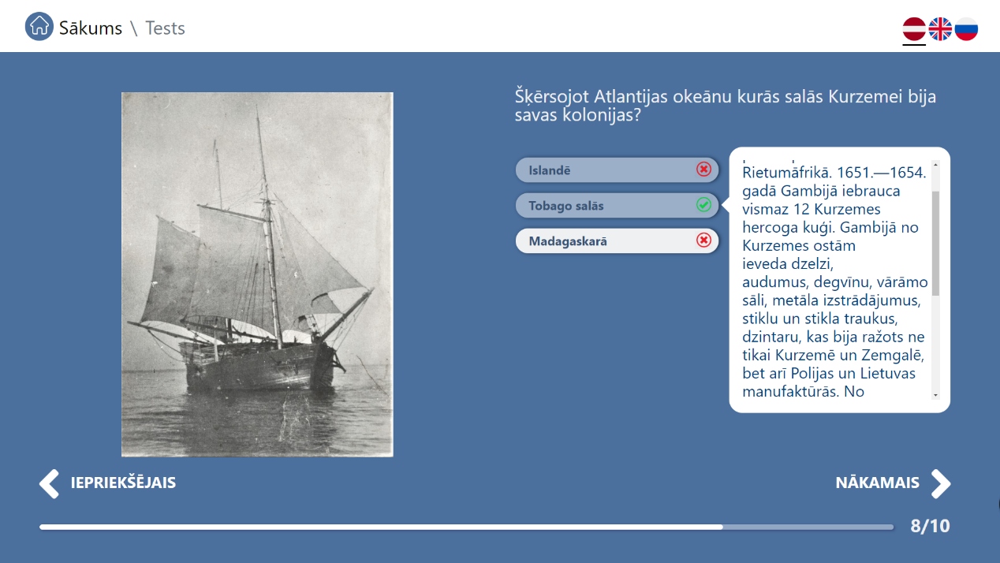 Sākums \ Tests
Šķērsojot Atlantijas okeānu kurās salās Kurzemei bija
savas kolonijas?
Islandē
Tobago salās
Madagaskarā
Rietumāfrikā. 1651.—1654.
gadā Gambijā iebrauca
vismaz 12 Kurzemes
hercoga kuģi. Gambijā no
Kurzemes ostām
ieveda dzelzi,
audumus, degvīnu, vārāmo
sāli, metāla izstrādājumus,
stiklu un stikla traukus,
dzintaru, kas bija ražots ne
tikai Kurzemē un Zemgalē,
bet arī Polijas un Lietuvas
manufaktūrās. No
IEPRIEKŠĒJAIS
NĀKAMAIS
8/10